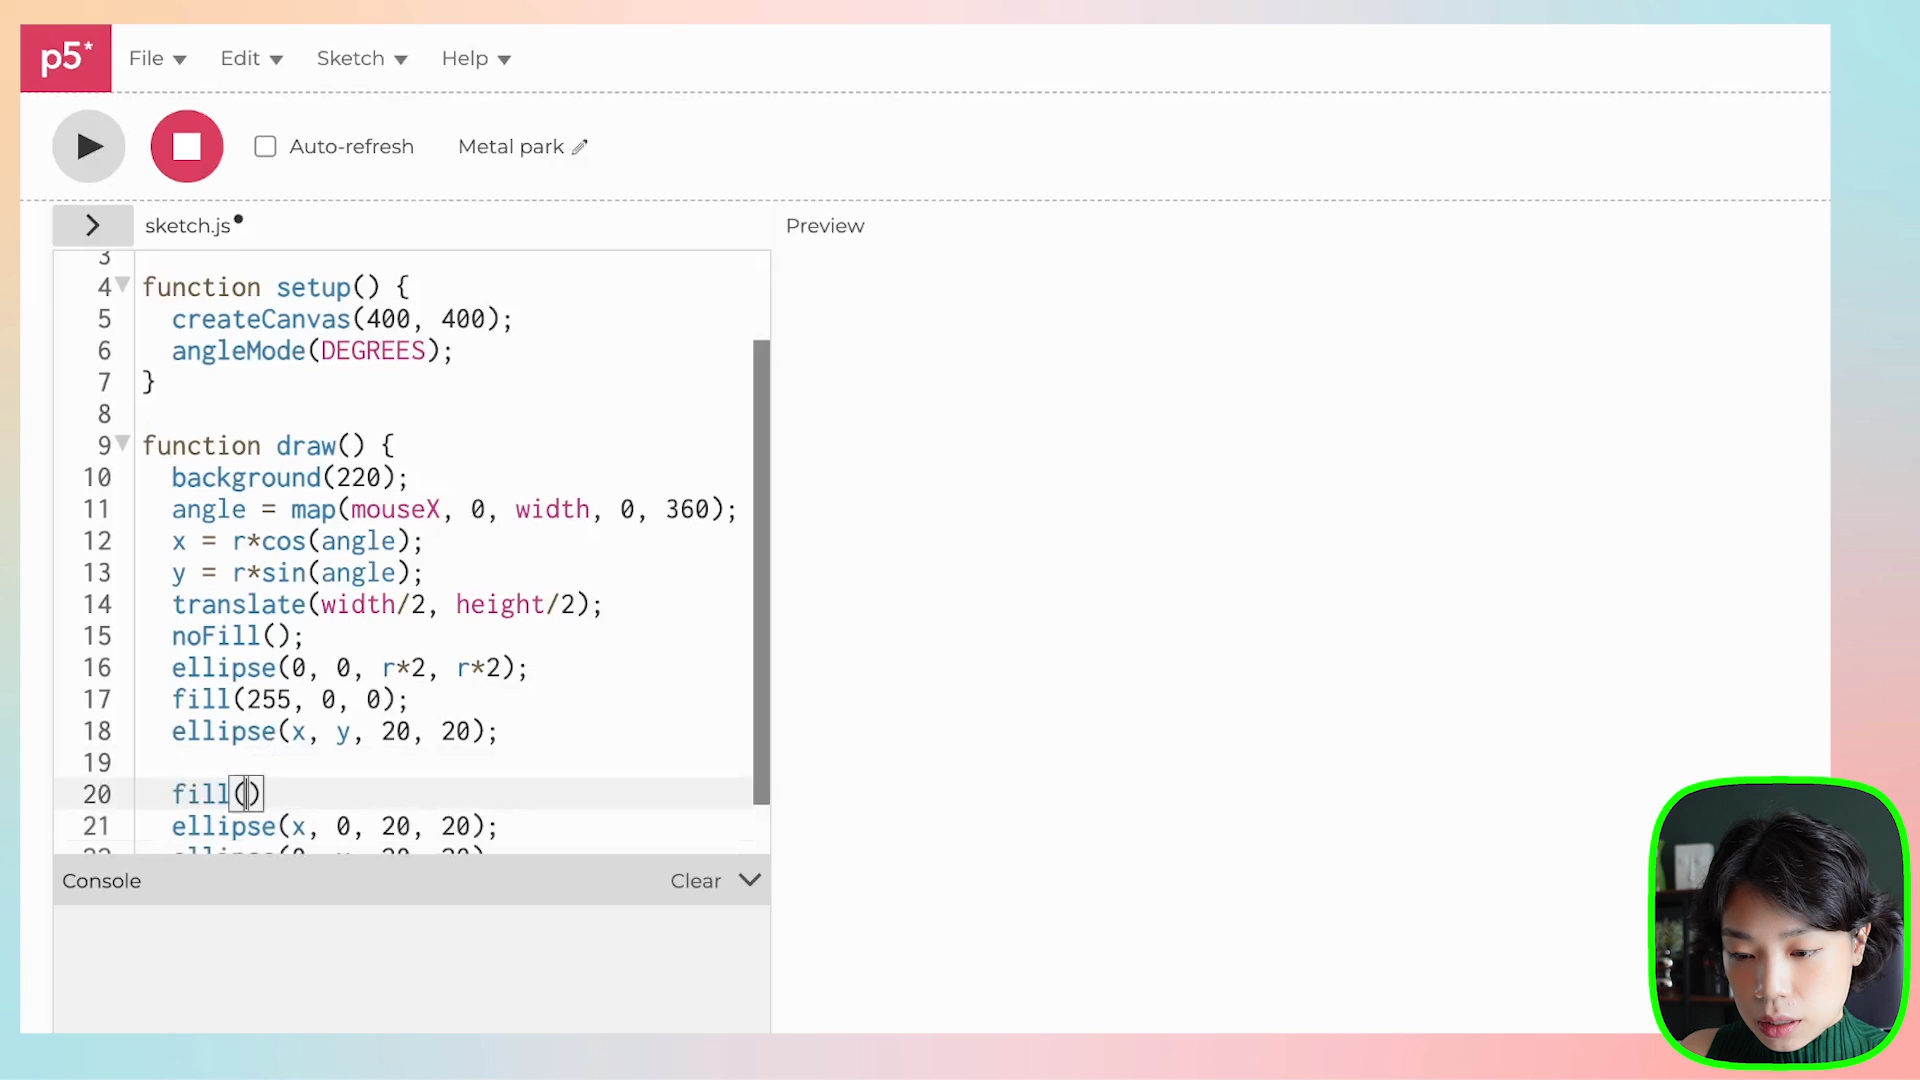 p5* File Edit Sketch Help
Auto-refresh Metal park
sketch.js Preview
3
4 function setup() {
5 createCanvas(400, 400);
6 angleMode(DEGREES);
7 }
8
9 function draw() {
10 background(220);
11 angle = map(mouseX, 0, width, 0, 360);
12 x = r*cos(angle);
13 y = r*sin(angle);
14 translate(width/2, height/2);
15 noFill();
16 ellipse(0, 0, r*2, r*2);
17 fill(255, 0, 0);
18 ellipse(x, y, 20, 20);
19
20 fill()
21 ellipse(x, 0, 20, 20);
Console Clear